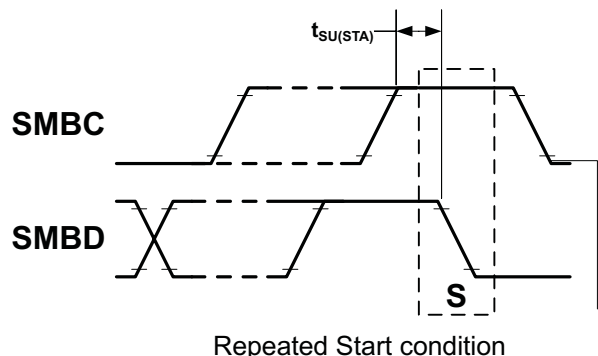 tSU(STA)
SMBC
SMBD
S
Repeated Start condition